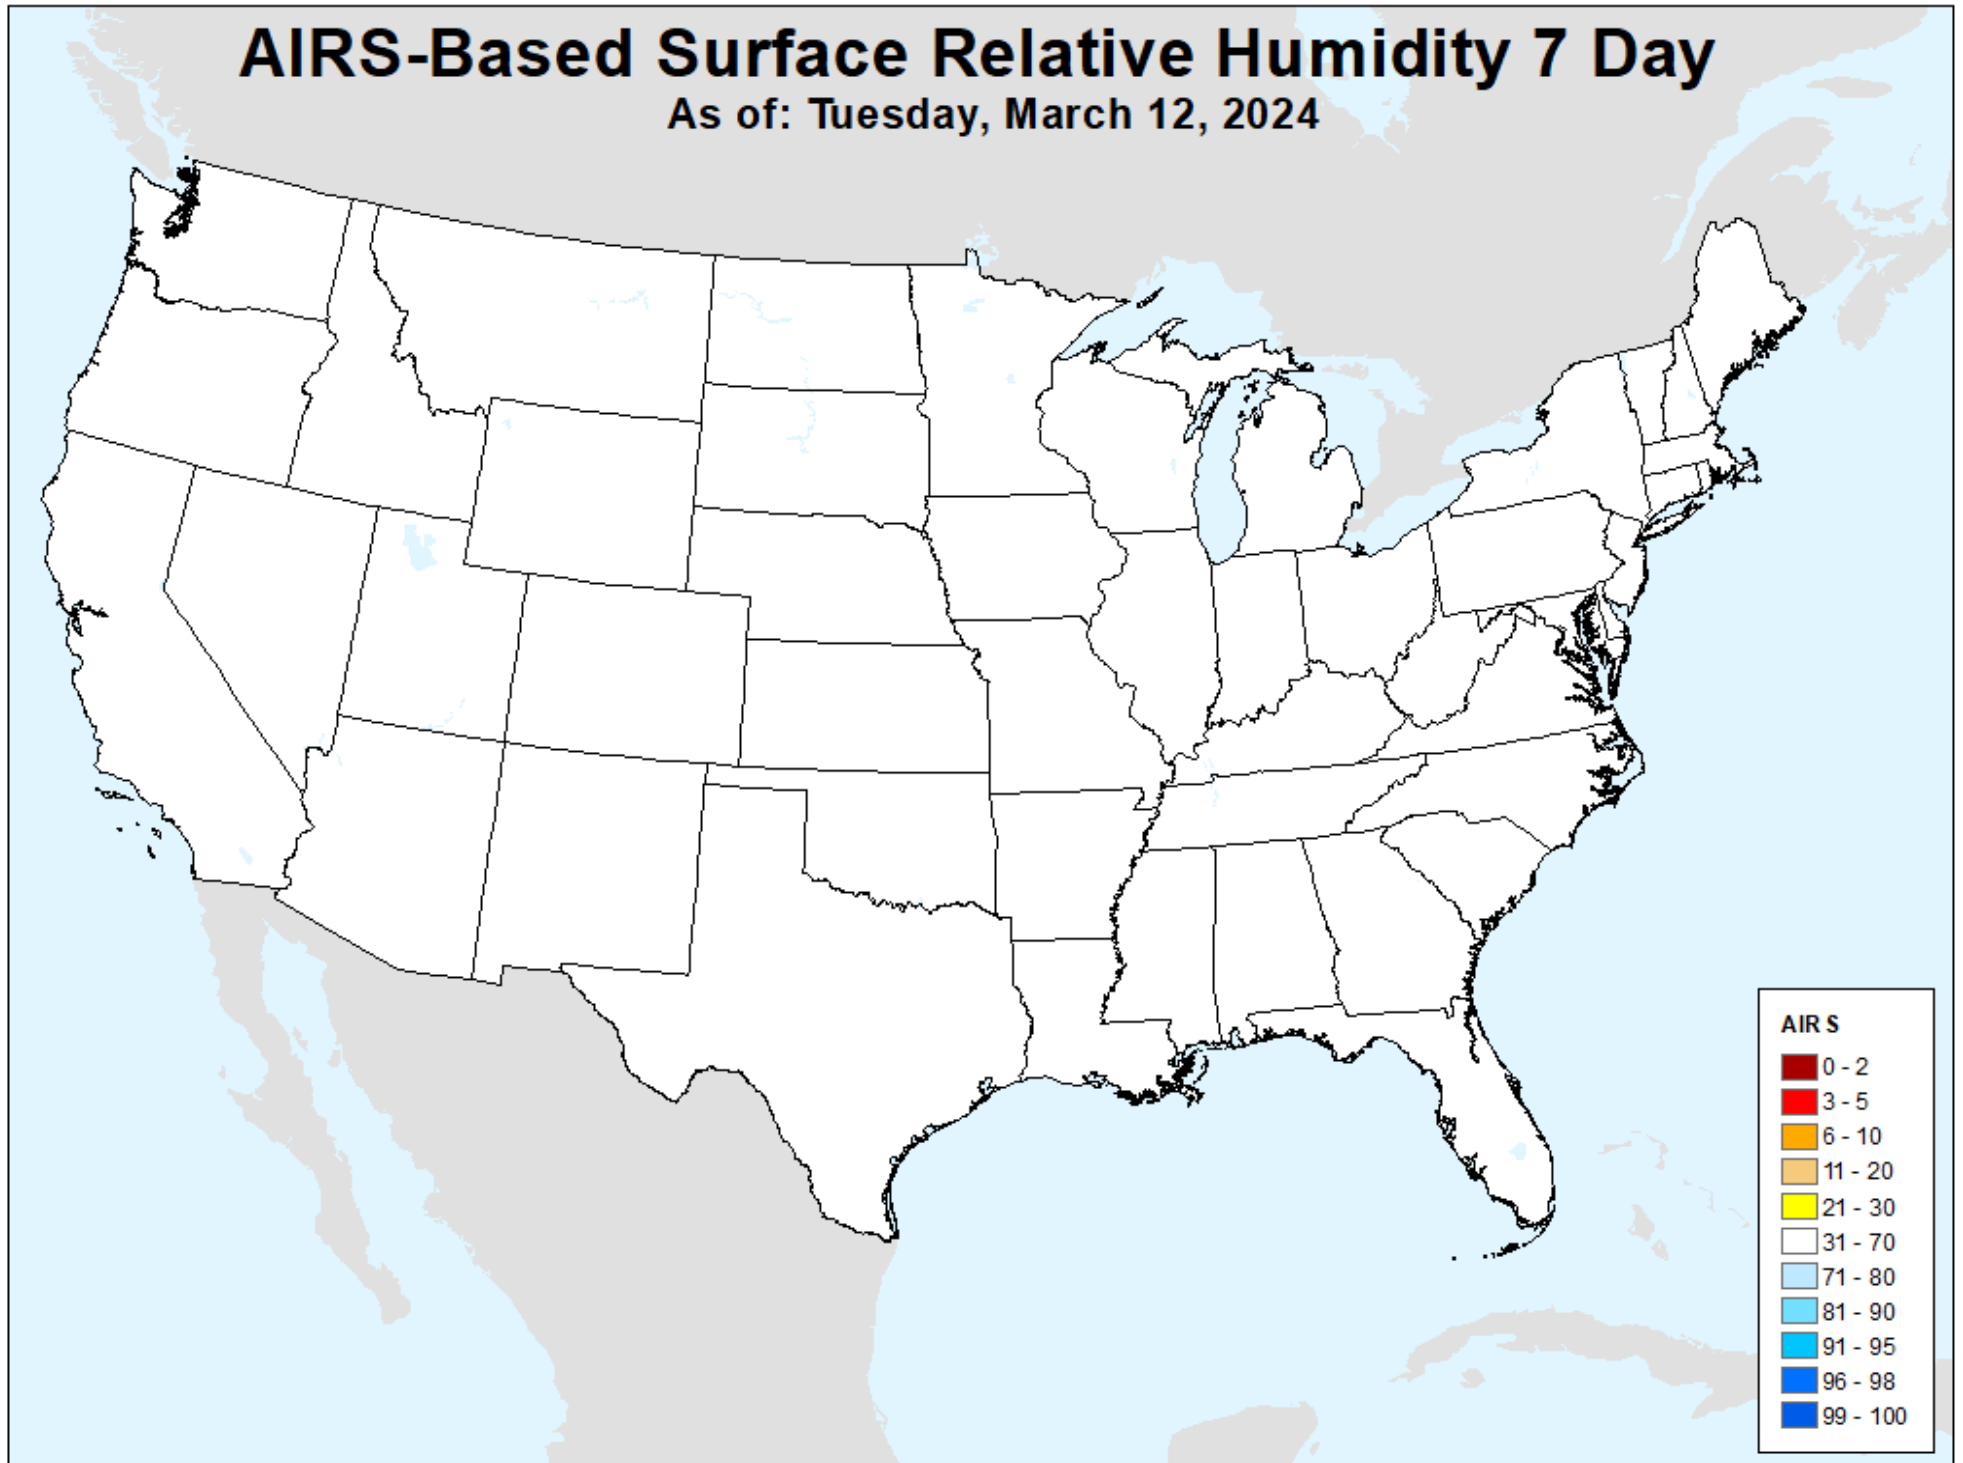 AIRS-Based Surface Relative Humidity 7 Day
As of: Tuesday, March 12, 2024
AIRS
0 - 2
3 - 5
6 - 10
11 - 20
21 - 30
31 - 70
71 - 80
81 - 90
91 - 95
96 - 98
99 - 100